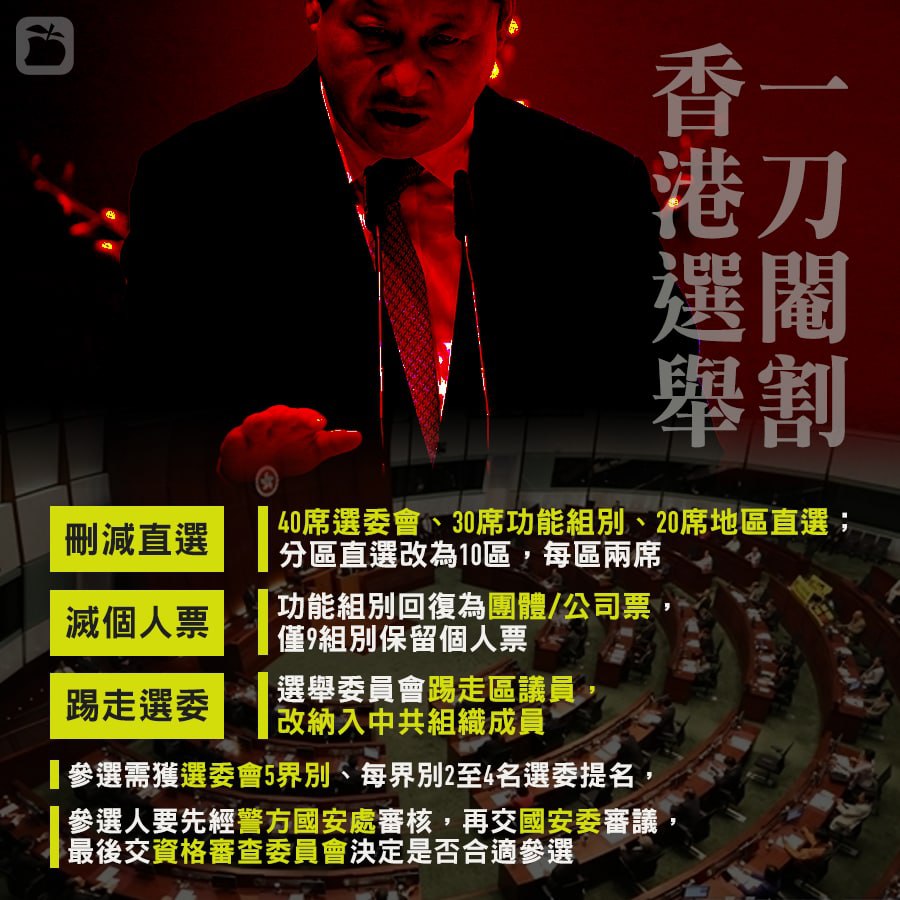 一刀閹割
香港選舉
刪減直選
40席選委會、30席功能組別、20席地區直選；
分區直選改為10區，每區兩席
滅個人票
功能組別回復為團體/公司票，
僅9組別保留個人票
踢走選委
選舉委員會踢走區議員，
改納入中共組織成員
參選需獲選委會5界別、每界別2至4名選委提名，
參選人要先經警方國安處審核，再交國安委審議，
最後交資格審查委員會決定是否合適參選